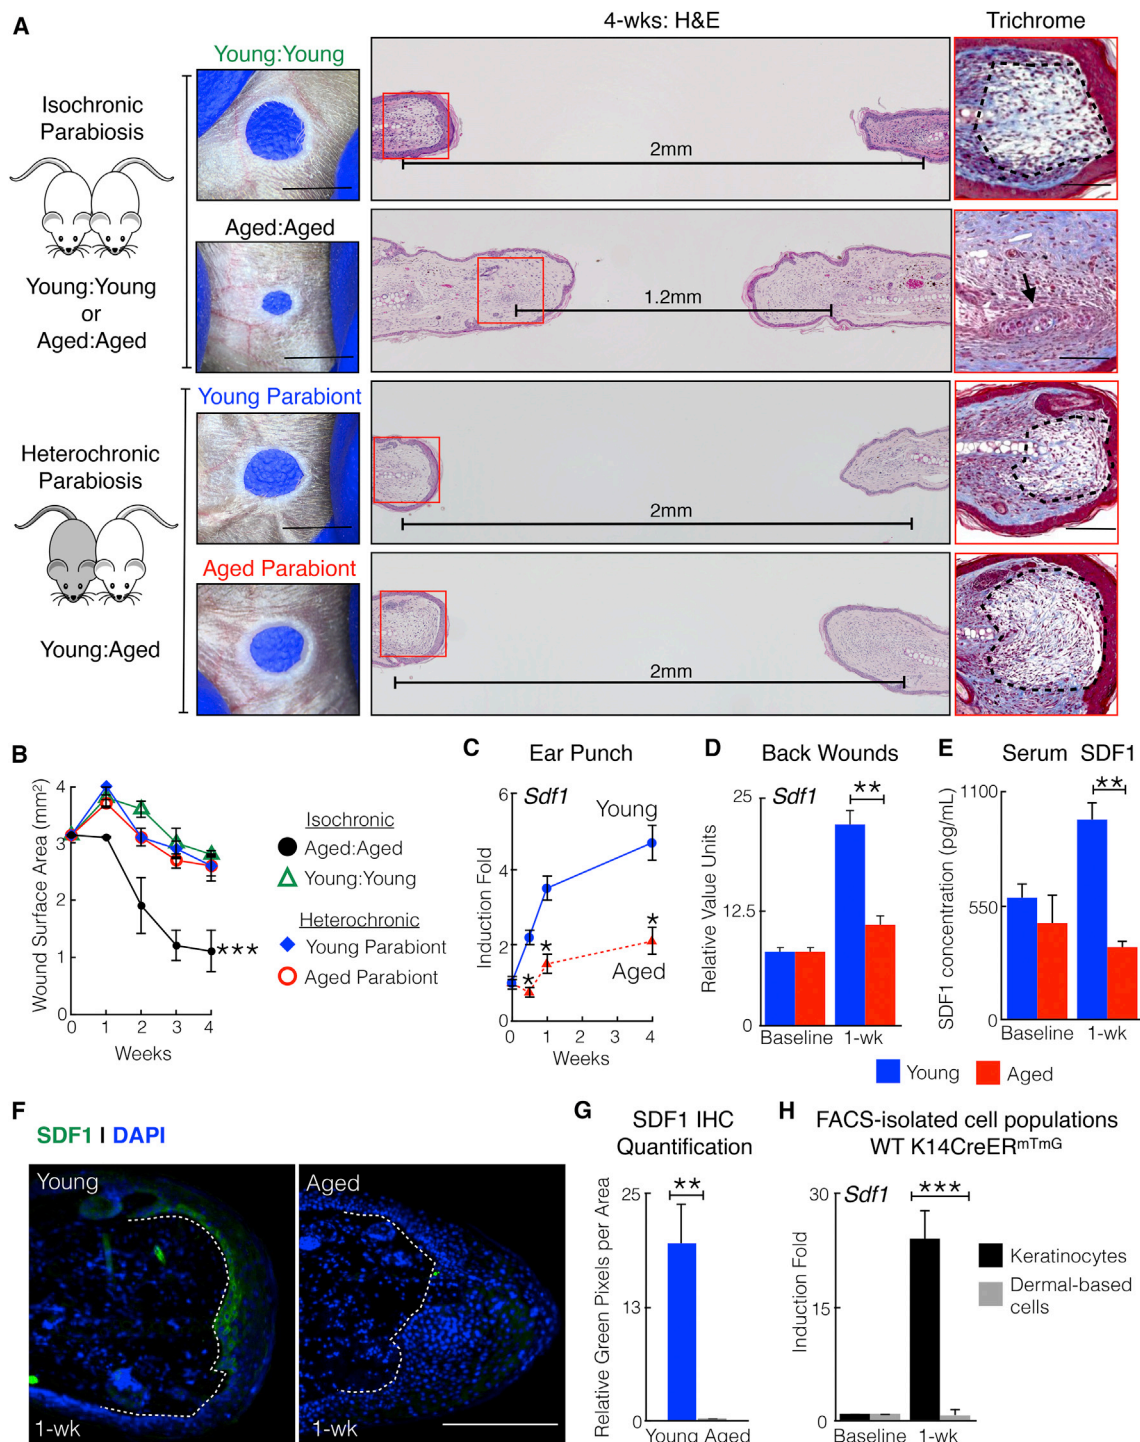 A
4-wks: H&E
Trichrome
Young:Young
Isochronic
Parabiosis
2mm
Aged:Aged
Young:Young
or
Aged:Aged
1.2mm
Young Parabiont
Heterochronic
Parabiosis
2mm
Aged Parabiont
Young:Aged
2mm
B
Wound Surface Area (mm²)
4
3
2
1
0
0 1 2 3 4
Weeks
***
Isochronic
Aged:Aged
Young:Young
Heterochronic
Young Parabiont
Aged Parabiont
C
Ear Punch
Sdf1
Induction Fold
6
4
2
0
Young
Aged
*
*
*
0 1 2 3 4
Weeks
D
Back Wounds
Sdf1
Relative Value Units
25
12.5
0
**
Baseline 1-wk
E
Serum SDF1
SDF1 concentration (pg/mL)
1100
550
0
**
Baseline 1-wk
Young Aged
F
SDF1 I DAPI
Young
1-wk
Aged
1-wk
G
SDF1 IHC
Quantification
Relative Green Pixels per Area
25
13
0
**
Young Aged
H
FACS-isolated cell populations
WT K14CreERmTmG
Sdf1
Induction Fold
30
15
0
***
Baseline 1-wk
Keratinocytes
Dermal-based
cells